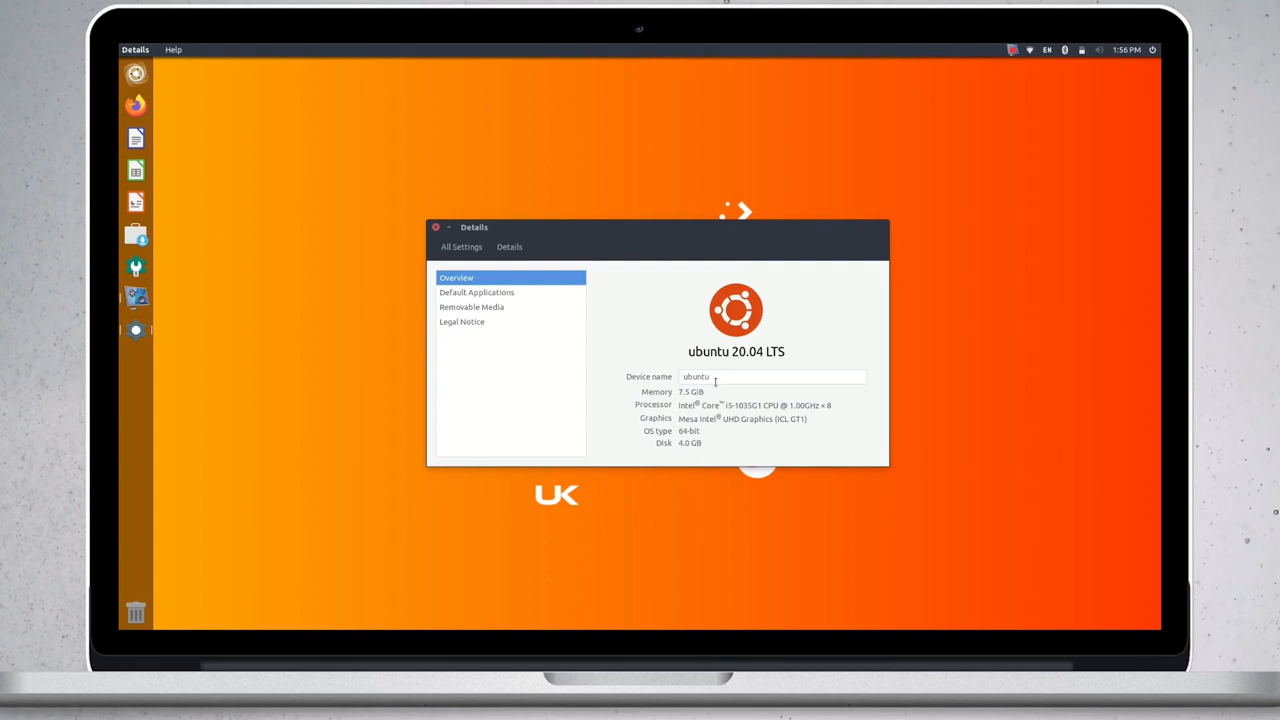 Details Help EN 1:56 PM
Details
All Settings Details
Overview
Default Applications
Removable Media
Legal Notice
ubuntu 20.04 LTS
Device name ubuntu
Memory 7.5 GiB
Processor Intel® Core™ i5-1035G1 CPU @ 1.00GHz × 8
Graphics Mesa Intel® UHD Graphics (ICL GT1)
OS type 64-bit
Disk 4.0 GB
UK